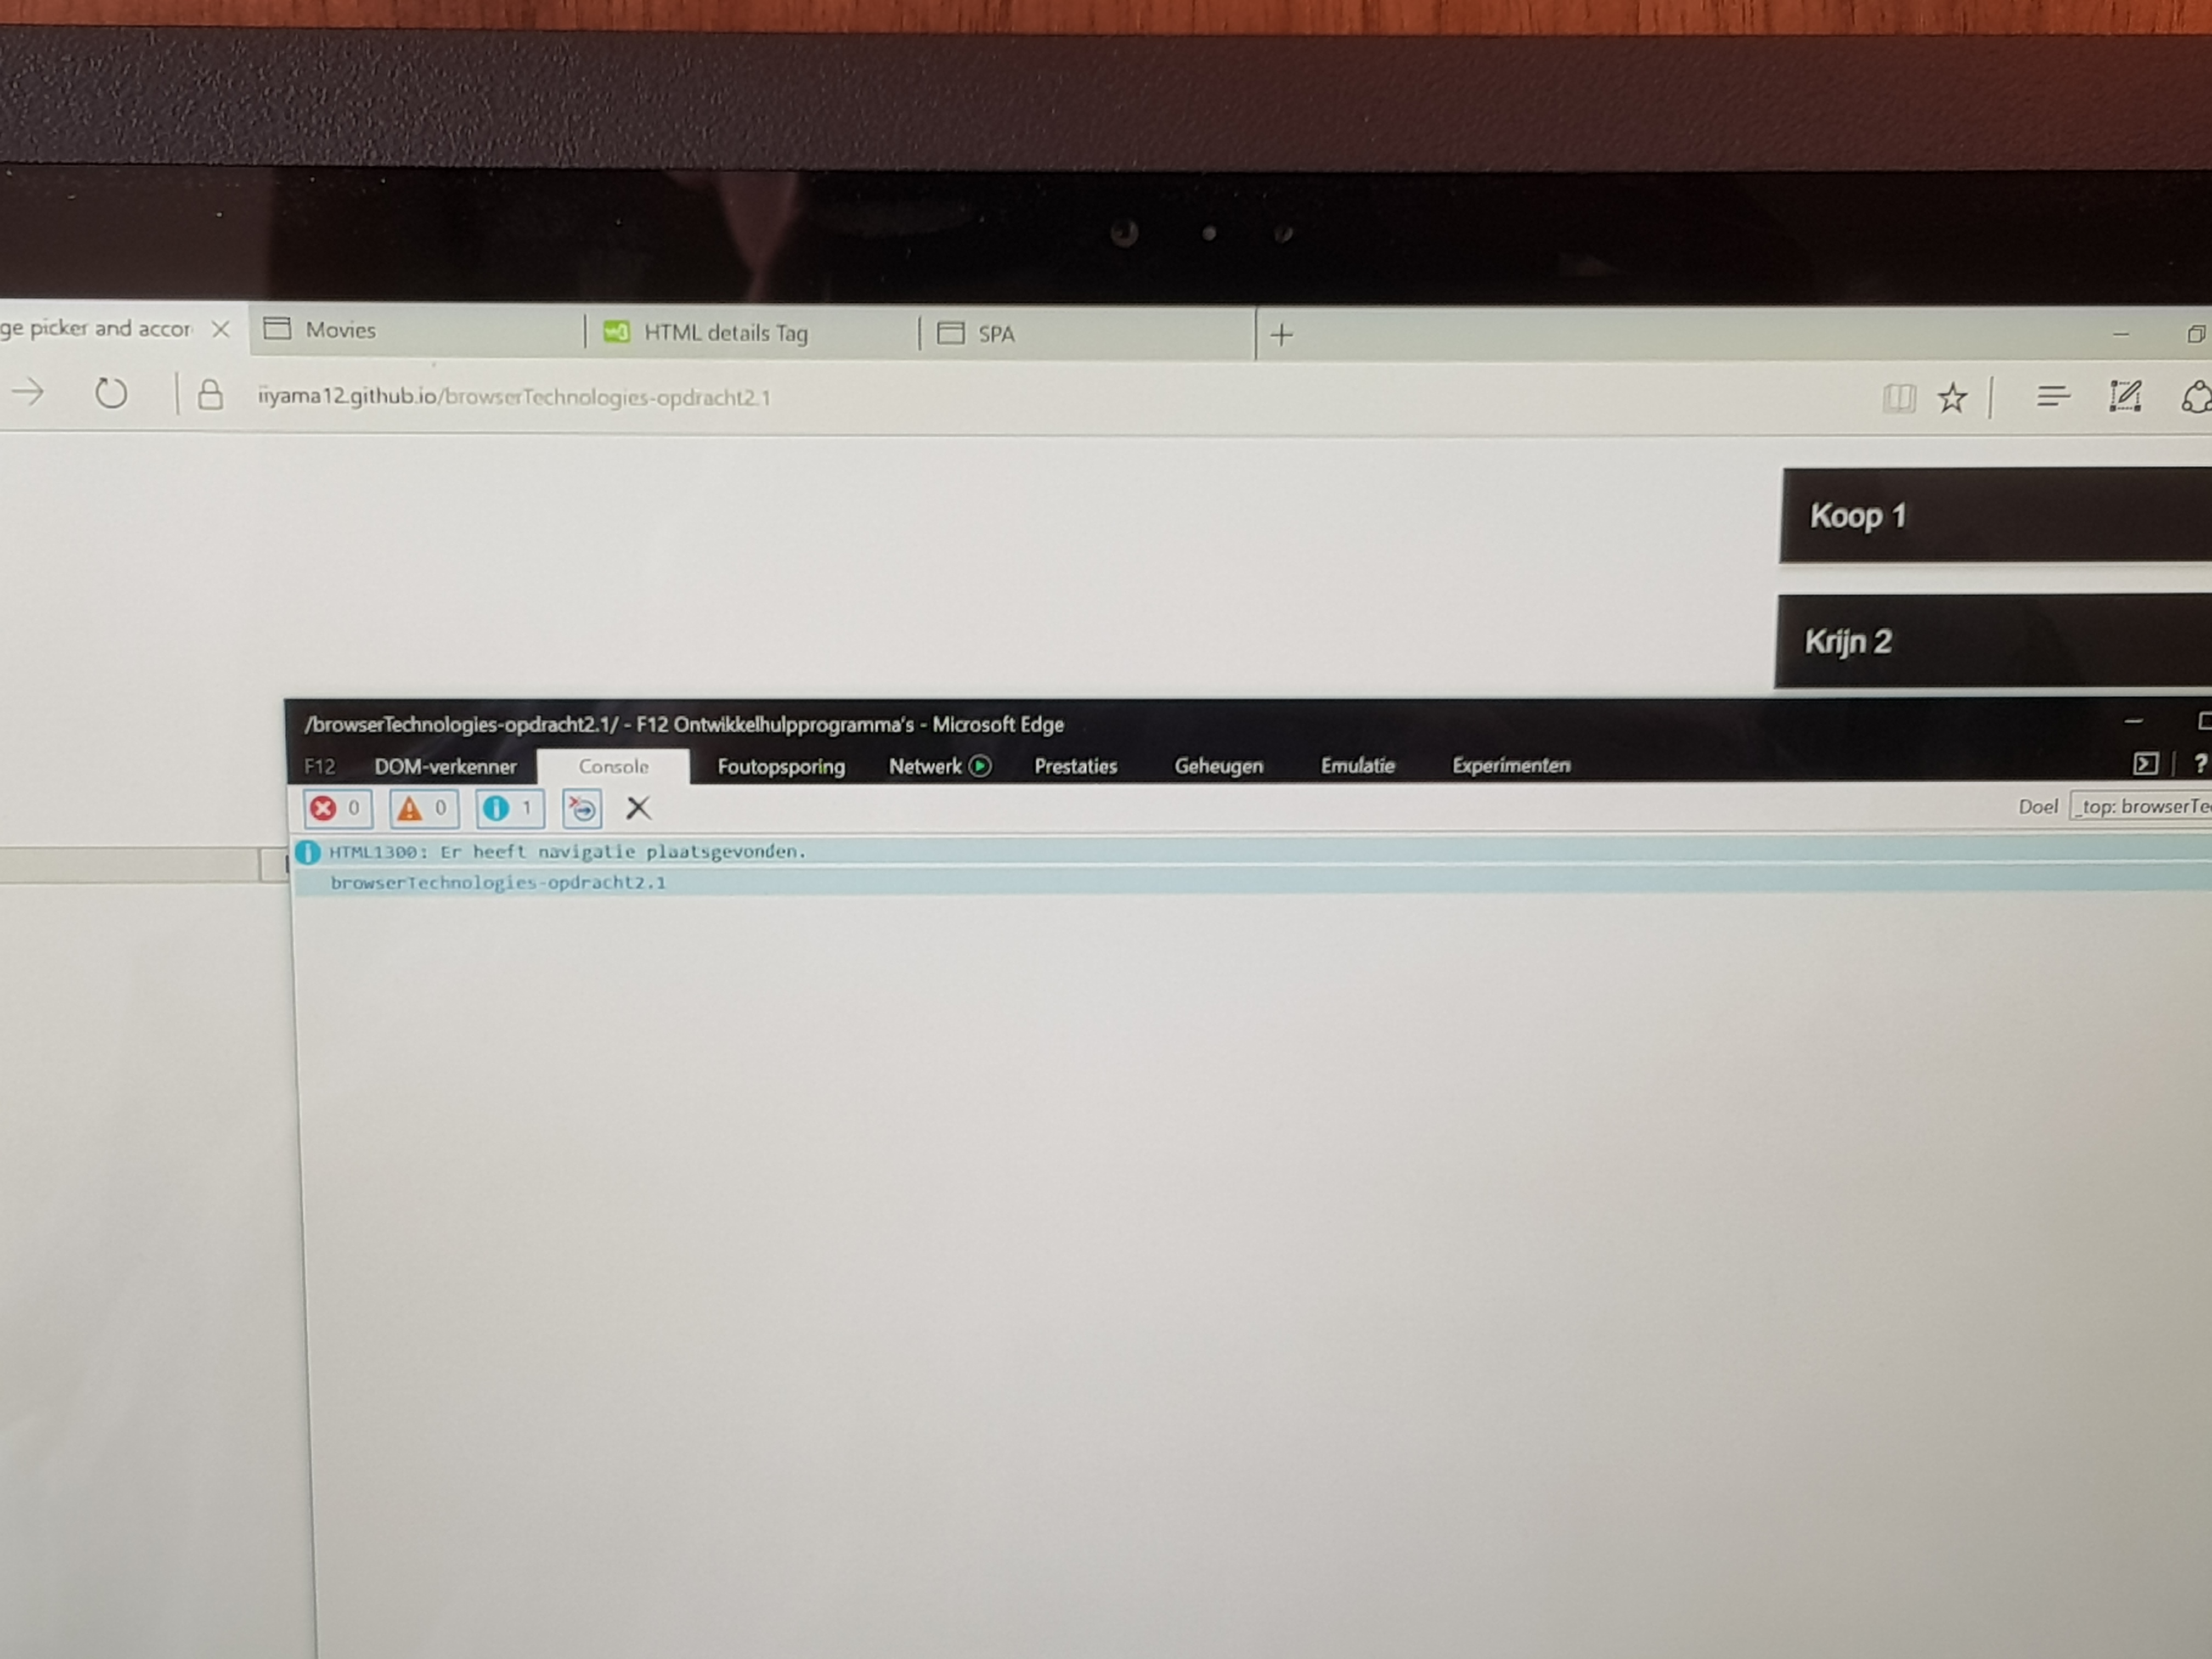 ge picker and accor
Movies
HTML details Tag
SPA
iiyama12.github.io/browserTechnologies-opdracht2.1
Koop 1
Krijn 2
/browserTechnologies-opdracht2.1/ - F12 Ontwikkelhulpprogramma's - Microsoft Edge
F12 DOM-verkenner Console Foutopsporing Netwerk Prestaties Geheugen Emulatie Experimenten ?
0 0 1 Doel _top: browserTe
HTML1300: Er heeft navigatie plaatsgevonden.
browserTechnologies-opdracht2.1